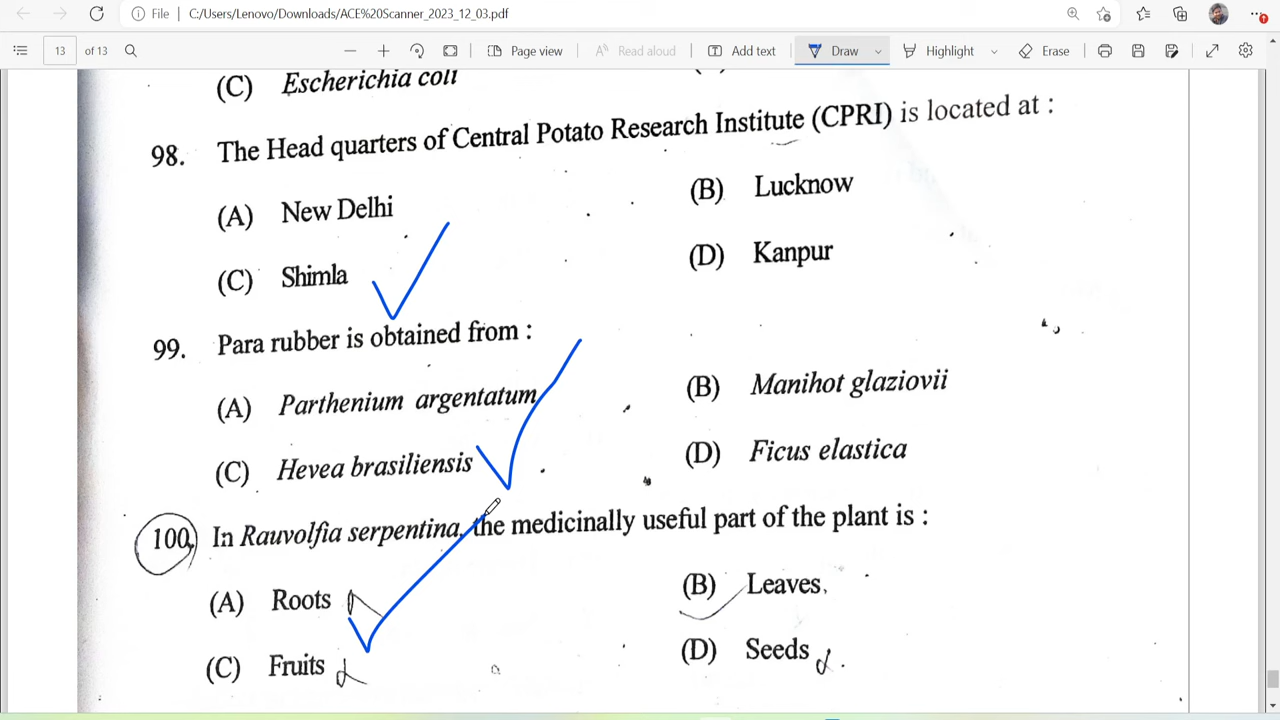 File C:/Users/Lenovo/Downloads/ACE%20Scanner_2023_12_03.pdf
13 of 13 Page view Read aloud Add text Draw Highlight Erase
(C) Escherichia coli
98. The Head quarters of Central Potato Research Institute (CPRI) is located at :
(A) New Delhi (B) Lucknow
(C) Shimla (D) Kanpur
99. Para rubber is obtained from :
(A) Parthenium argentatum (B) Manihot glaziovii
(C) Hevea brasiliensis (D) Ficus elastica
100. In Rauvolfia serpentina, the medicinally useful part of the plant is :
(A) Roots (B) Leaves.
(C) Fruits (D) Seeds